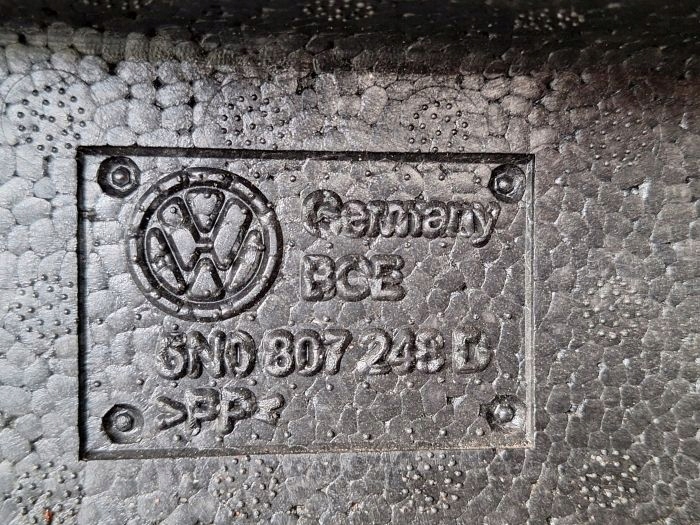 Germany
BCE
5N0 807 248 D
>PP<